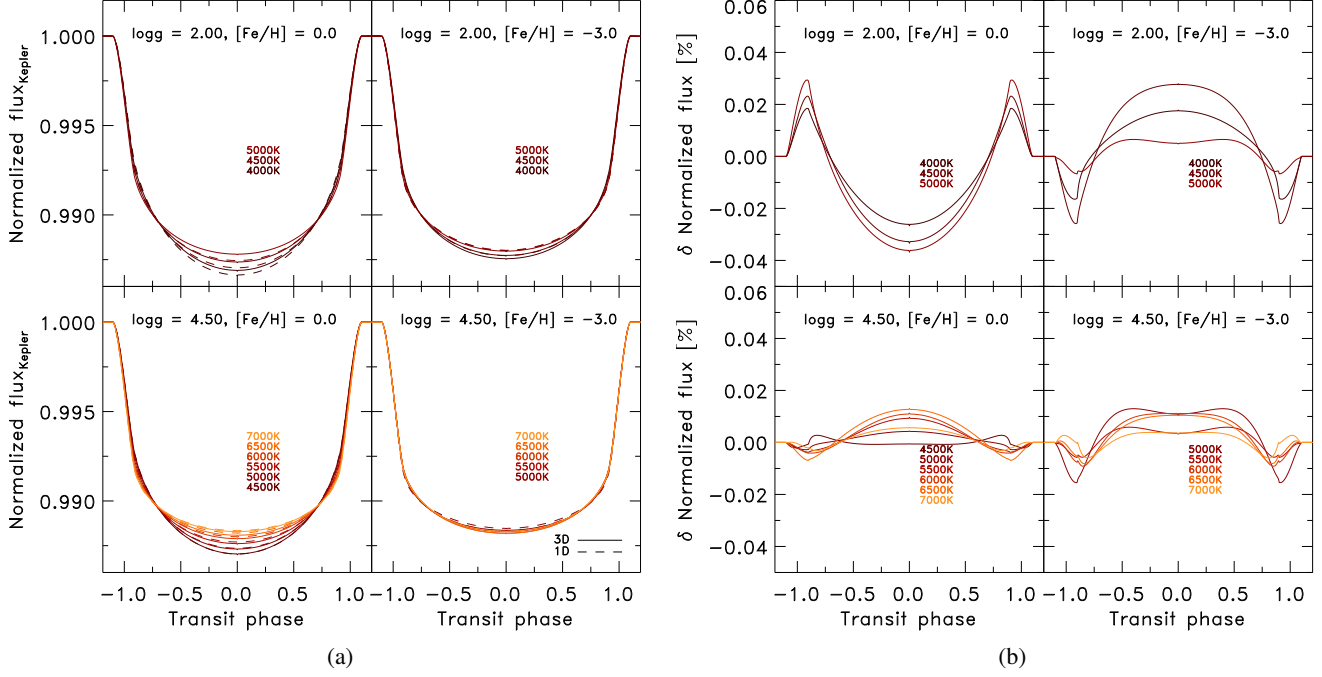 logg = 2.00, [Fe/H] = 0.0
logg = 2.00, [Fe/H] = −3.0
1.000
0.995
0.990
Normalized flux Kepler
5000K
4500K
4000K
5000K
4500K
4000K
logg = 4.50, [Fe/H] = 0.0
logg = 4.50, [Fe/H] = −3.0
1.000
0.995
0.990
Normalized flux Kepler
7000K
6500K
6000K
5500K
5000K
4500K
7000K
6500K
6000K
5500K
5000K
3D
1D
−1.0 −0.5 0.0 0.5 1.0
−1.0 −0.5 0.0 0.5 1.0
Transit phase
Transit phase
(a)
logg = 2.00, [Fe/H] = 0.0
logg = 2.00, [Fe/H] = −3.0
0.06
0.04
0.02
0.00
−0.02
−0.04
δ Normalized flux [%]
4000K
4500K
5000K
4000K
4500K
5000K
logg = 4.50, [Fe/H] = 0.0
logg = 4.50, [Fe/H] = −3.0
0.06
0.04
0.02
0.00
−0.02
−0.04
δ Normalized flux [%]
4500K
5000K
5500K
6000K
6500K
7000K
5000K
5500K
6000K
6500K
7000K
−1.0 −0.5 0.0 0.5 1.0
−1.0 −0.5 0.0 0.5 1.0
Transit phase
Transit phase
(b)